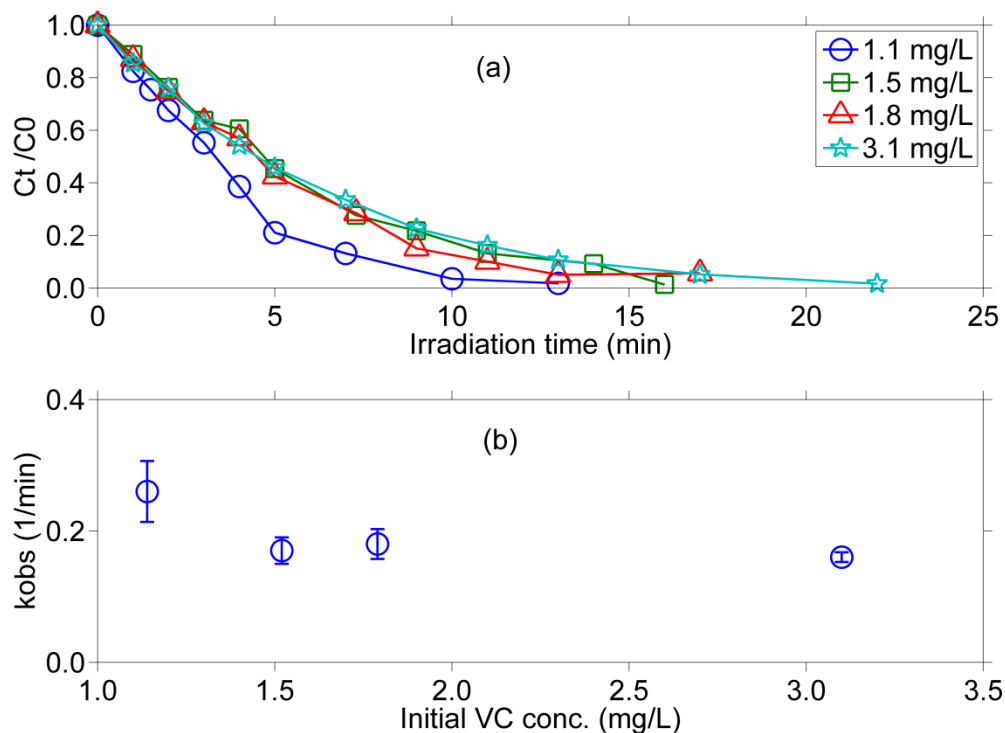 (a)
1.1 mg/L
1.5 mg/L
1.8 mg/L
3.1 mg/L
Ct /C0
1.0
0.8
0.6
0.4
0.2
0.0
0 5 10 15 20 25
Irradiation time (min)
(b)
kobs (1/min)
0.4
0.2
0.0
1.0 1.5 2.0 2.5 3.0 3.5
Initial VC conc. (mg/L)